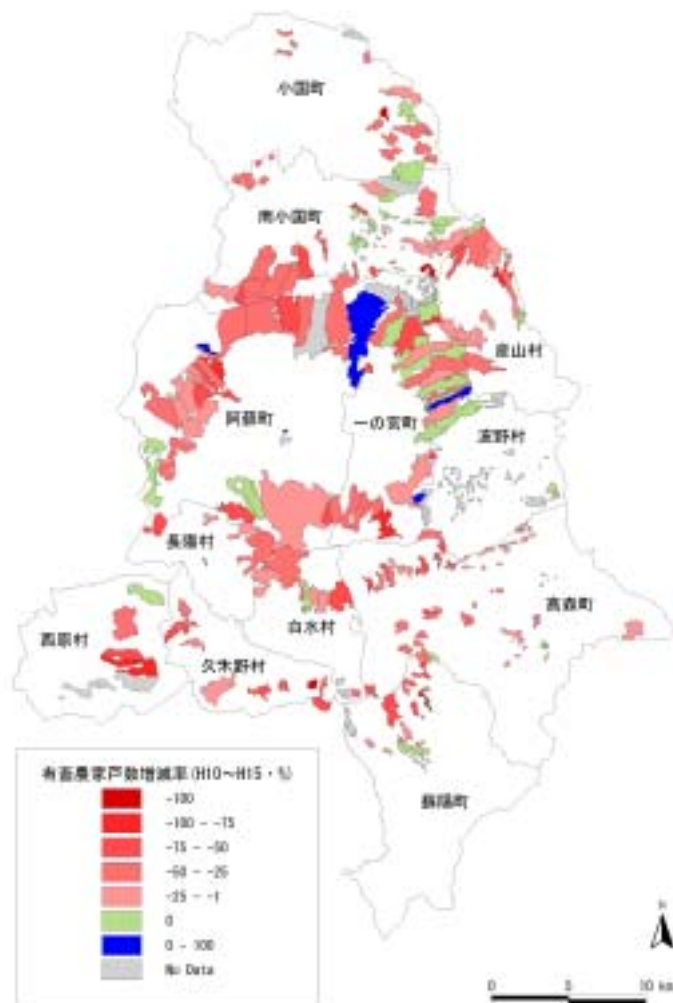 小国町
南小国町
産山村
阿蘇町
一の宮町
波野村
長陽村
高森町
白水村
西原村
久木野村
蘇陽町
有畜農家戸数増減率(H10～H15・%)
-100
-100 - -75
-75 - -50
-50 - -25
-25 - -1
0
0 - 100
No Data
N
0 5 10 km